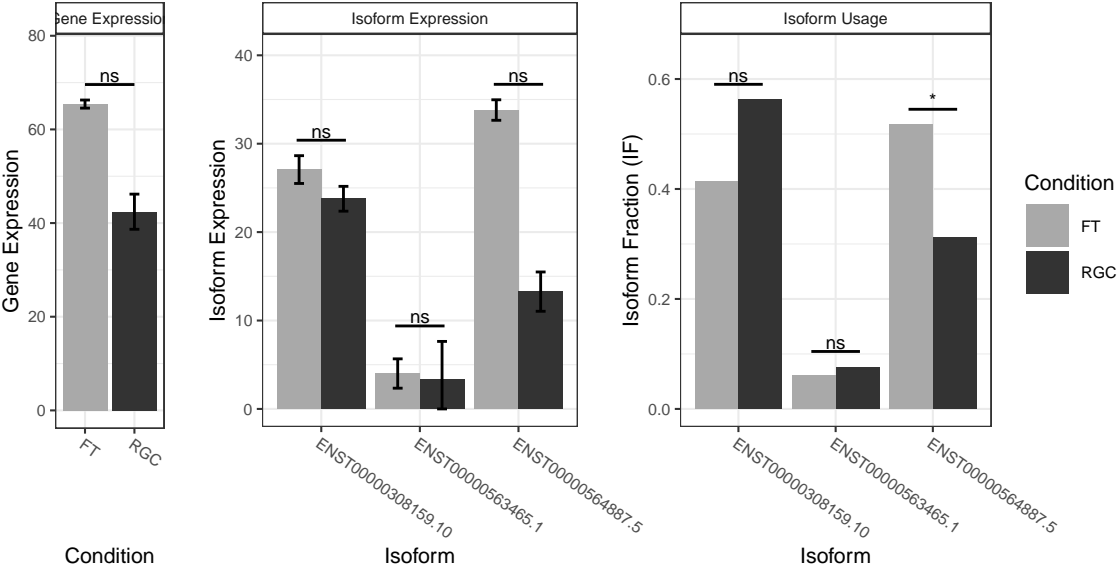 Gene Expression
Isoform Expression
Isoform Usage
Gene Expression
80
60
40
20
0
ns
FT
RGC
Condition
Isoform Expression
40
30
20
10
0
ns
ns
ns
ENST00000308159.10
ENST00000563465.1
ENST00000564887.5
Isoform
Isoform Fraction (IF)
0.6
0.4
0.2
0.0
ns
ns
*
ENST00000308159.10
ENST00000563465.1
ENST00000564887.5
Isoform
Condition
FT
RGC